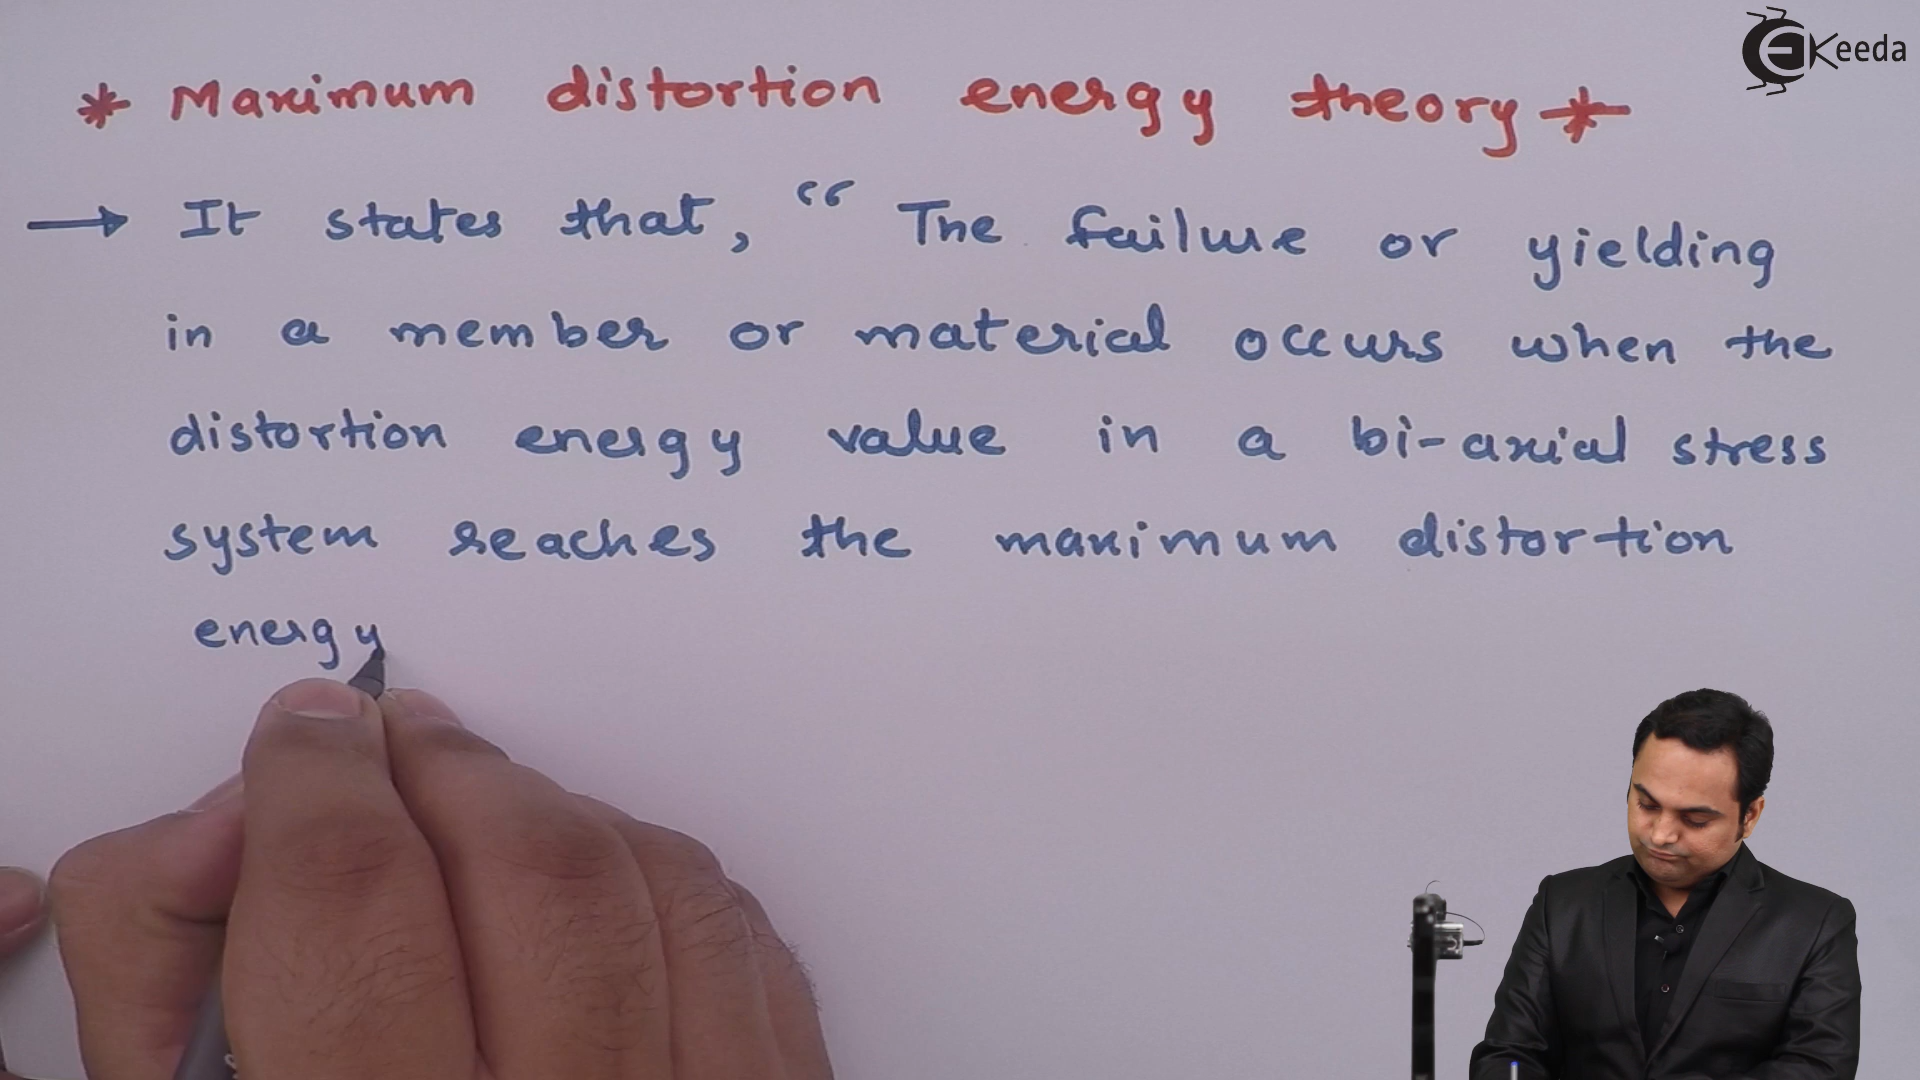 EKeeda
* Maximum distortion energy theory *
→ It states that, “ The failure or yielding
in a member or material occurs when the
distortion energy value in a bi-axial stress
system reaches the maximum distortion
energy